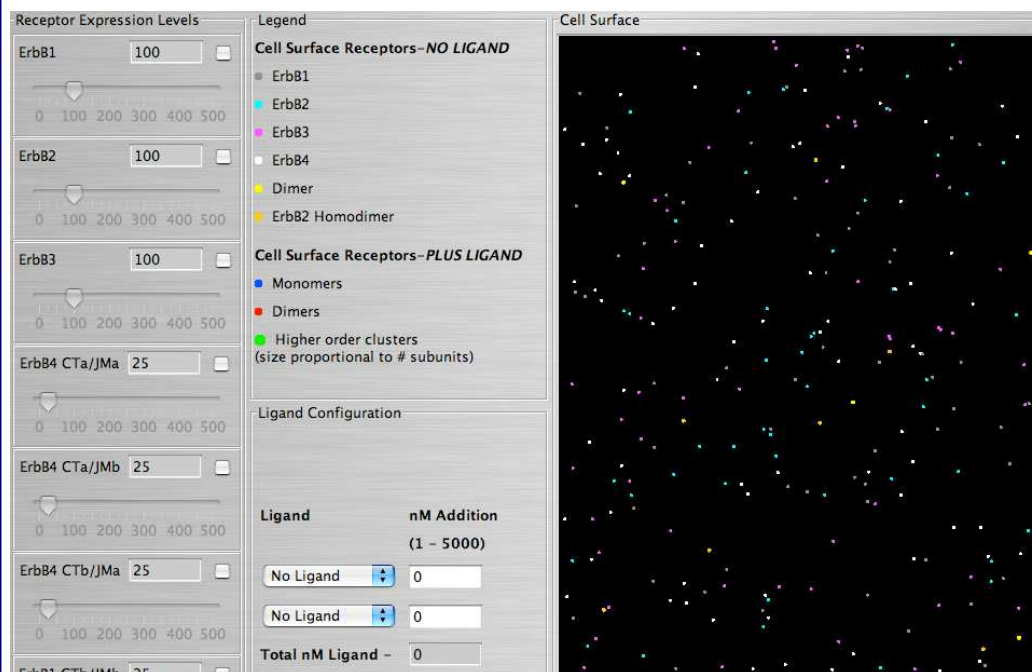 Receptor Expression Levels
ErbB1 100
0 100 200 300 400 500
ErbB2 100
0 100 200 300 400 500
ErbB3 100
0 100 200 300 400 500
ErbB4 CTa/JMa 25
0 100 200 300 400 500
ErbB4 CTa/JMb 25
0 100 200 300 400 500
ErbB4 CTb/JMa 25
0 100 200 300 400 500
Legend
Cell Surface Receptors-NO LIGAND
ErbB1
ErbB2
ErbB3
ErbB4
Dimer
ErbB2 Homodimer
Cell Surface Receptors-PLUS LIGAND
Monomers
Dimers
Higher order clusters
(size proportional to # subunits)
Ligand Configuration
Ligand nM Addition
(1 - 5000)
No Ligand 0
No Ligand 0
Total nM Ligand - 0
Cell Surface